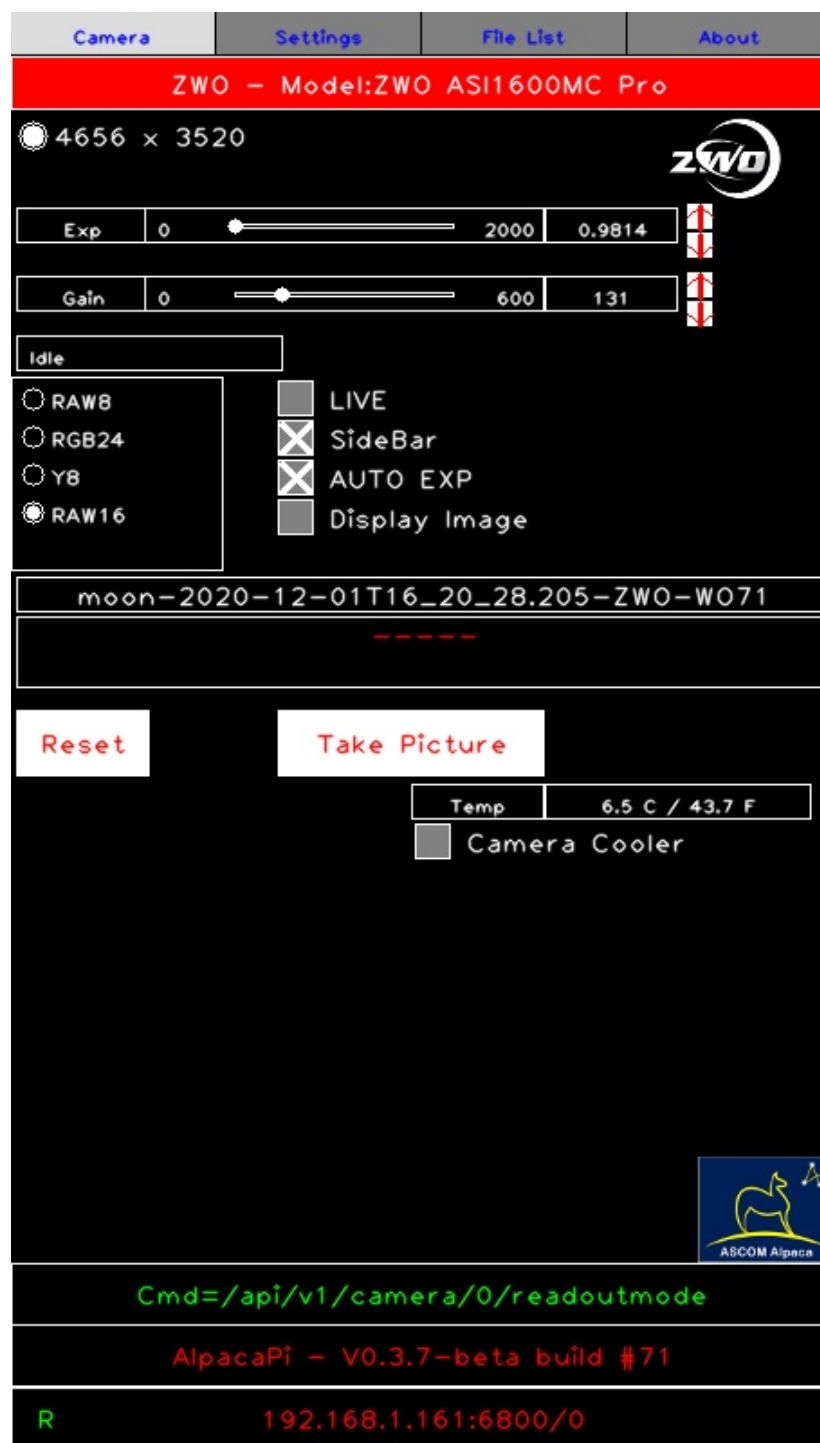 Camera Settings File List About
ZWO - Model:ZWO ASI1600MC Pro
4656 x 3520
ZWO
Exp 0 2000 0.9814
Gain 0 600 131
Idle
RAW8
RGB24
Y8
RAW16
LIVE
SideBar
AUTO EXP
Display Image
moon-2020-12-01T16_20_28.205-ZWO-WO71
-----
Reset Take Picture
Temp 6.5 C / 43.7 F
Camera Cooler
ASCOM Alpaca
Cmd=/api/v1/camera/0/readoutmode
AlpacaPi - V0.3.7-beta build #71
R 192.168.1.161:6800/0